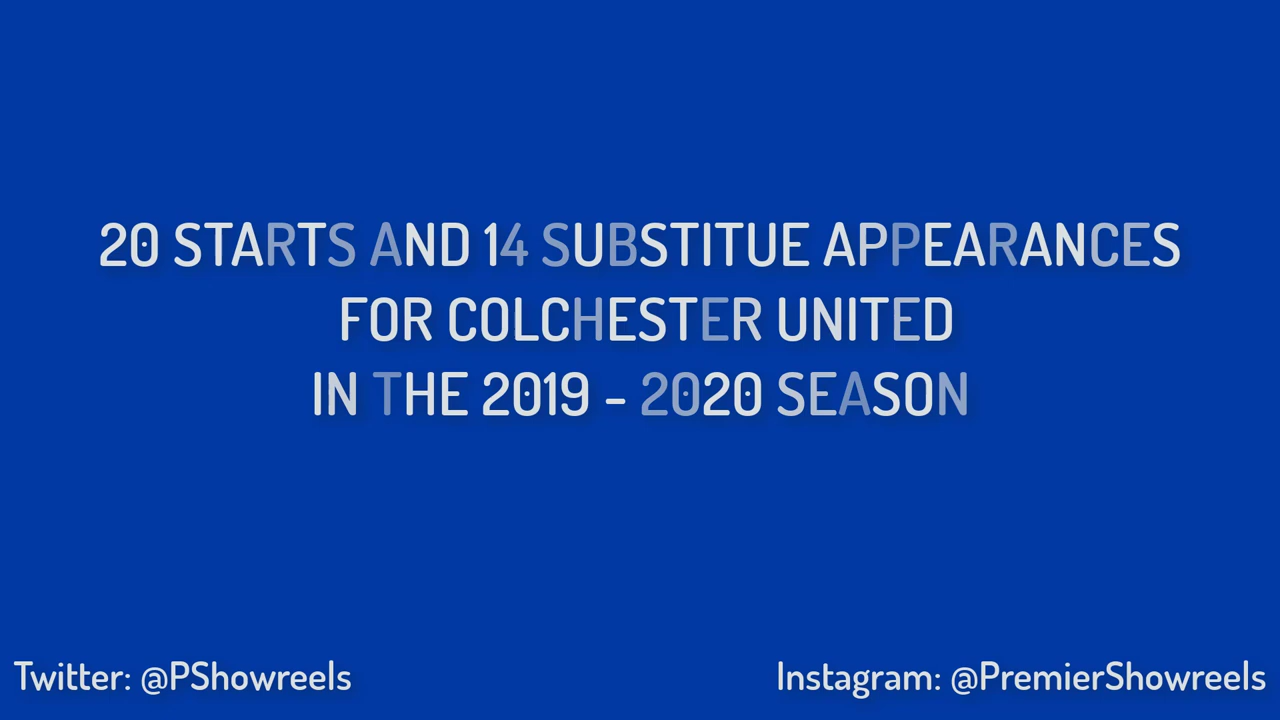 20 STARTS AND 14 SUBSTITUE APPEARANCES
FOR COLCHESTER UNITED
IN THE 2019 - 2020 SEASON
Twitter: @PShowreels
Instagram: @PremierShowreels